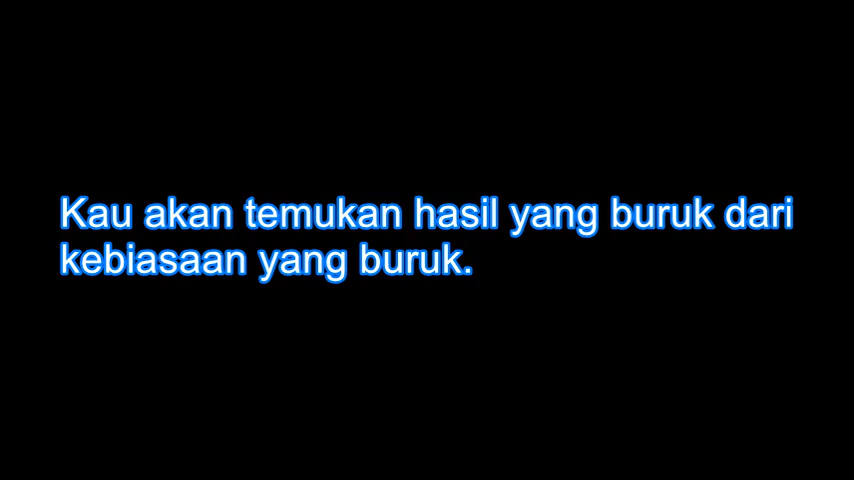 Kau akan temukan hasil yang buruk dari
kebiasaan yang buruk.